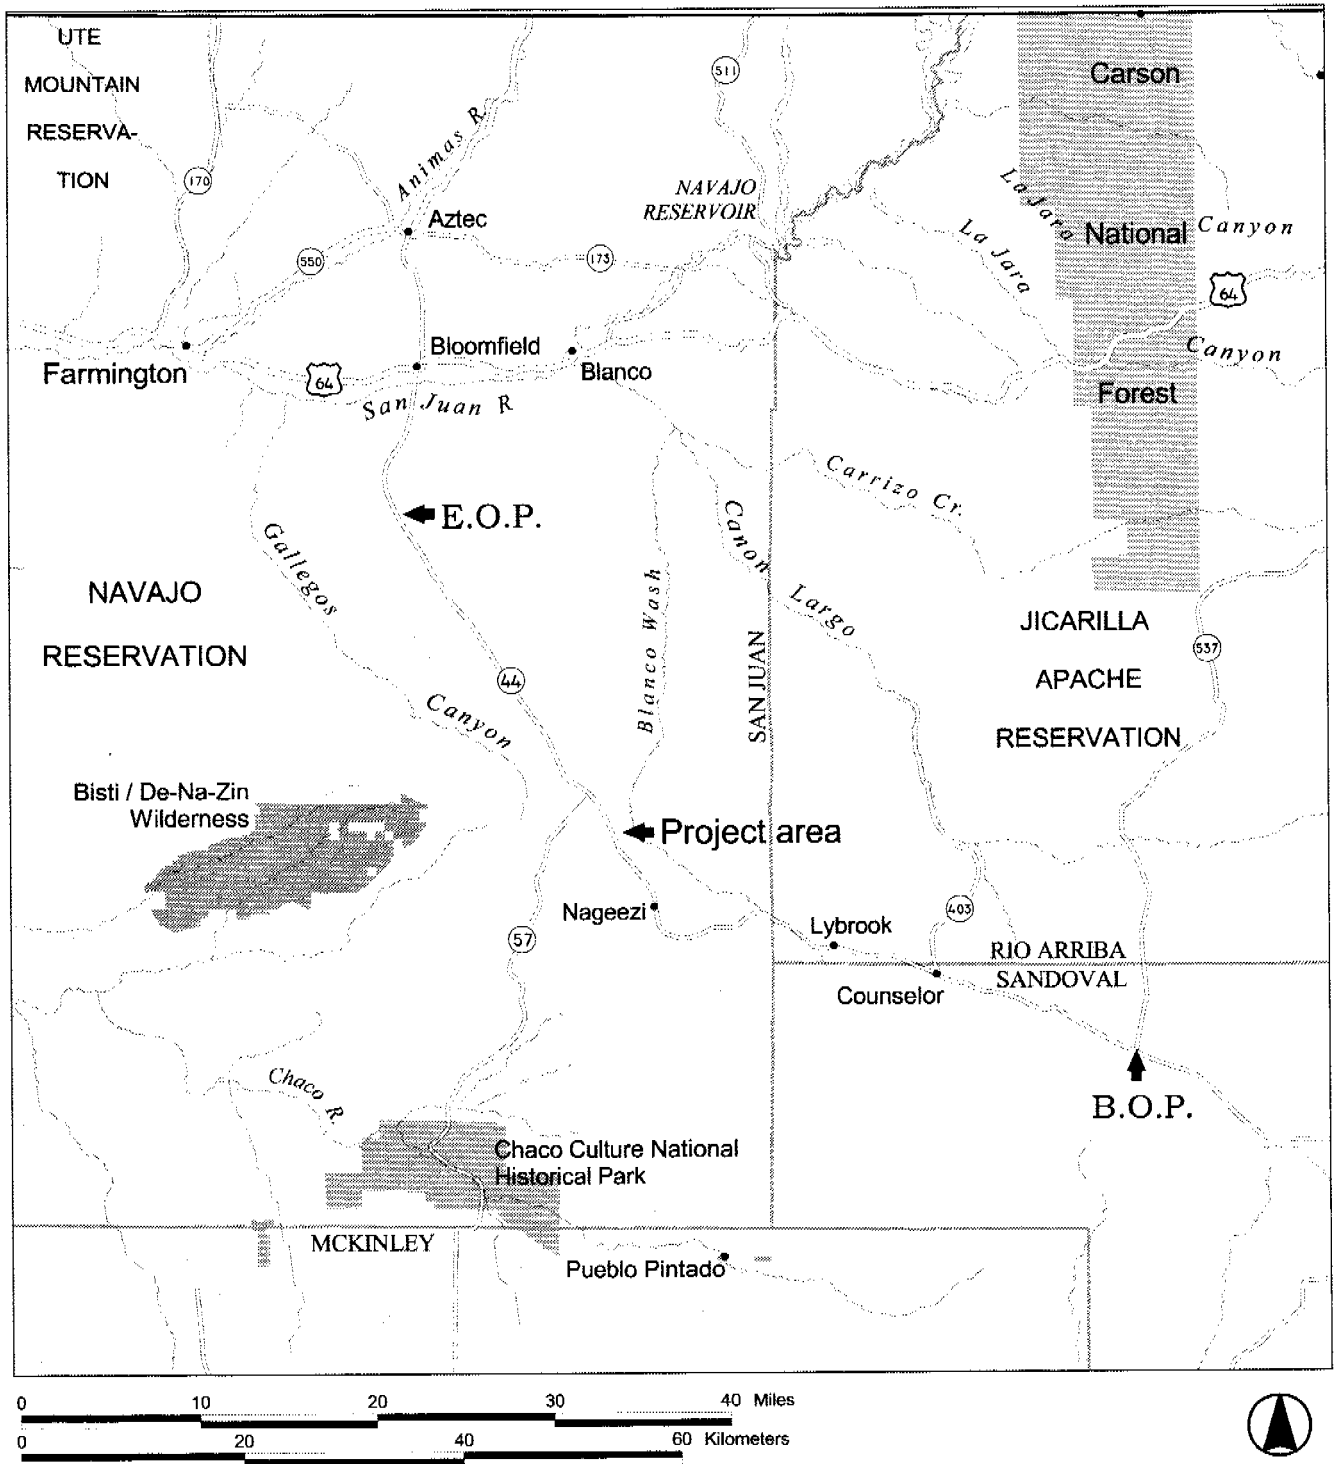 UTE
MOUNTAIN
RESERVA-
TION
170
Animas R.
511
Carson
NAVAJO
RESERVOIR
La Jara
National
Canyon
La Jara
Aztec
550
173
64
Canyon
Bloomfield
Blanco
Farmington
64
San Juan R
Forest
Carrizo Cr.
E.O.P.
Gallegos
Canyon
Canon
Largo
Blanco Wash
SAN JUAN
NAVAJO
RESERVATION
44
JICARILLA
APACHE
RESERVATION
537
Bisti / De-Na-Zin
Wilderness
Project area
Nageezi
57
Lybrook
403
RIO ARRIBA
SANDOVAL
Counselor
B.O.P.
Chaco R.
Chaco Culture National
Historical Park
MCKINLEY
Pueblo Pintado
0 10 20 30 40 Miles
0 20 40 60 Kilometers